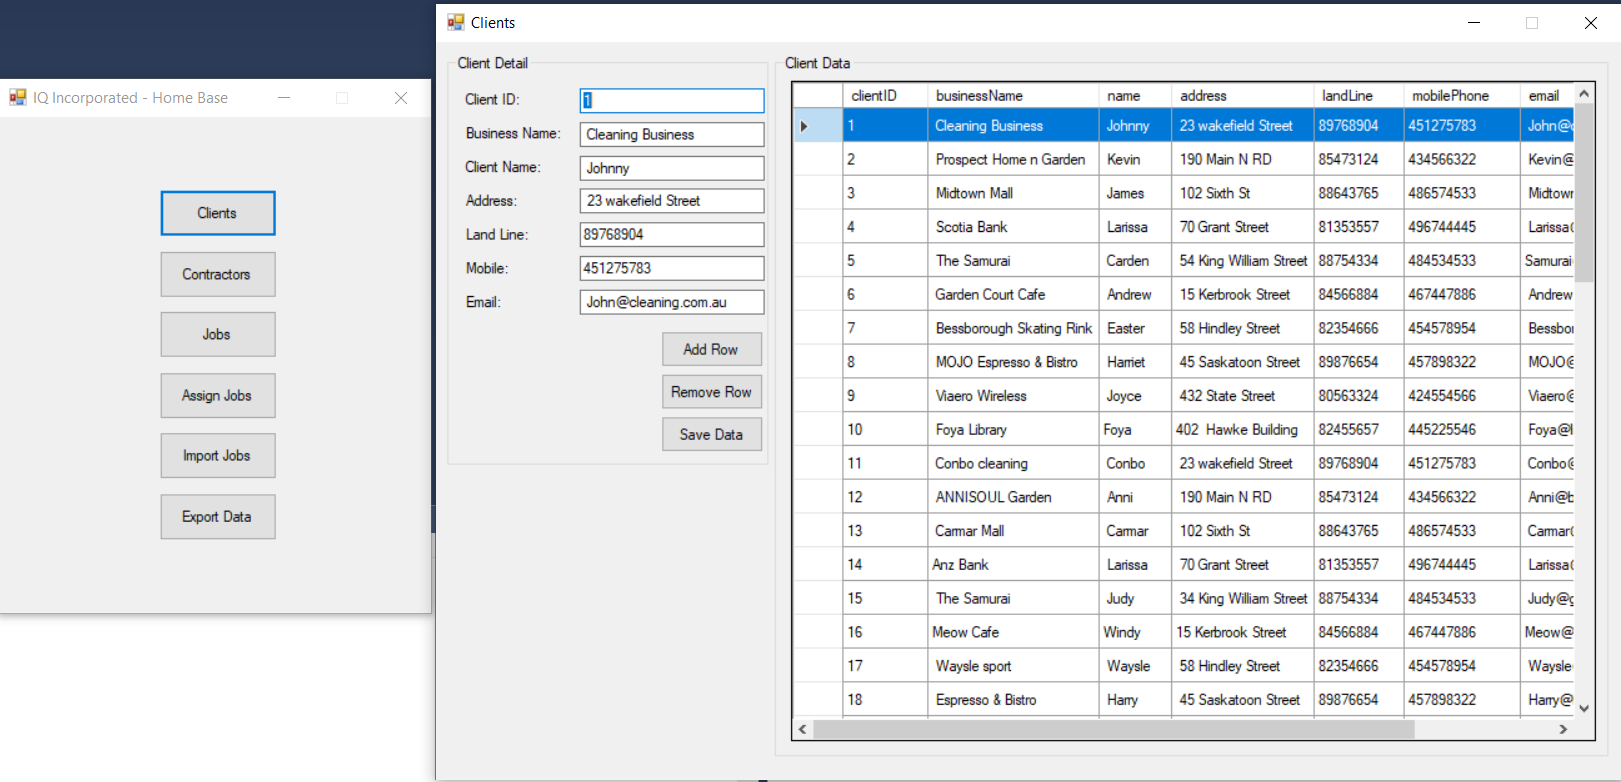 IQ Incorporated - Home Base
Clients
Contractors
Jobs
Assign Jobs
Import Jobs
Export Data
Clients
Client Detail
Client ID: 1
Business Name: Cleaning Business
Client Name: Johnny
Address: 23 wakefield Street
Land Line: 89768904
Mobile: 451275783
Email: John@cleaning.com.au
Add Row
Remove Row
Save Data
Client Data
clientID businessName name address landLine mobilePhone email
1 Cleaning Business Johnny 23 wakefield Street 89768904 451275783 John@
2 Prospect Home n Garden Kevin 190 Main N RD 85473124 434566322 Kevin@
3 Midtown Mall James 102 Sixth St 88643765 486574533 Midtown
4 Scotia Bank Larissa 70 Grant Street 81353557 496744445 Larissa
5 The Samurai Carden 54 King William Street 88754334 484534533 Samurai
6 Garden Court Cafe Andrew 15 Kerbrook Street 84566884 467447886 Andrew
7 Bessborough Skating Rink Easter 58 Hindley Street 82354666 454578954 Bessbo
8 MOJO Espresso & Bistro Harriet 45 Saskatoon Street 89876654 457898322 MOJO@
9 Viaero Wireless Joyce 432 State Street 80563324 424554566 Viaero
10 Foya Library Foya 402 Hawke Building 82455657 445225546 Foya@
11 Conbo cleaning Conbo 23 wakefield Street 89768904 451275783 Conbo
12 ANNISOUL Garden Anni 190 Main N RD 85473124 434566322 Anni@b
13 Carmar Mall Carmar 102 Sixth St 88643765 486574533 Carmar
14 Anz Bank Larissa 70 Grant Street 81353557 496744445 Larissa
15 The Samurai Judy 34 King William Street 88754334 484534533 Judy@g
16 Meow Cafe Windy 15 Kerbrook Street 84566884 467447886 Meow@
17 Waysle sport Waysle 58 Hindley Street 82354666 454578954 Waysle
18 Espresso & Bistro Harry 45 Saskatoon Street 89876654 457898322 Harry@